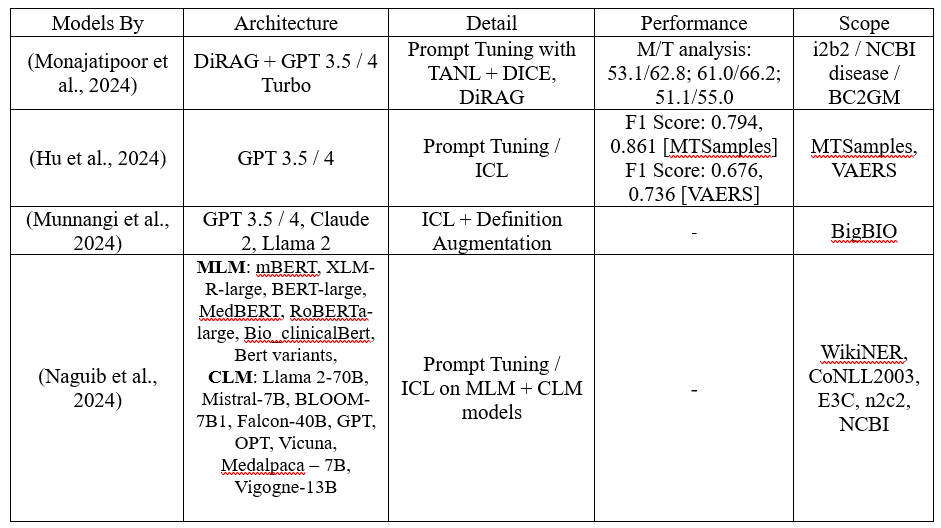 Models By
Architecture
Detail
Performance
Scope
(Monajatipoor et
al., 2024)
DiRAG + GPT 3.5 / 4
Turbo
Prompt Tuning with
TANL + DICE,
DiRAG
M/T analysis:
53.1/62.8; 61.0/66.2;
51.1/55.0
i2b2 / NCBI
disease /
BC2GM
(Hu et al., 2024)
GPT 3.5 / 4
Prompt Tuning /
ICL
F1 Score: 0.794,
0.861 [MTSamples]
F1 Score: 0.676,
0.736 [VAERS]
MTSamples,
VAERS
(Munnangi et al.,
2024)
GPT 3.5 / 4, Claude
2, Llama 2
ICL + Definition
Augmentation
-
BigBIO
(Naguib et al.,
2024)
MLM: mBERT, XLM-
R-large, BERT-large,
MedBERT, RoBERTa-
large, Bio_clinicalBert,
Bert variants,
CLM: Llama 2-70B,
Mistral-7B, BLOOM-
7B1, Falcon-40B, GPT,
OPT, Vicuna,
Medalpaca – 7B,
Vigogne-13B
Prompt Tuning /
ICL on MLM + CLM
models
-
WikiNER,
CoNLL2003,
E3C, n2c2,
NCBI